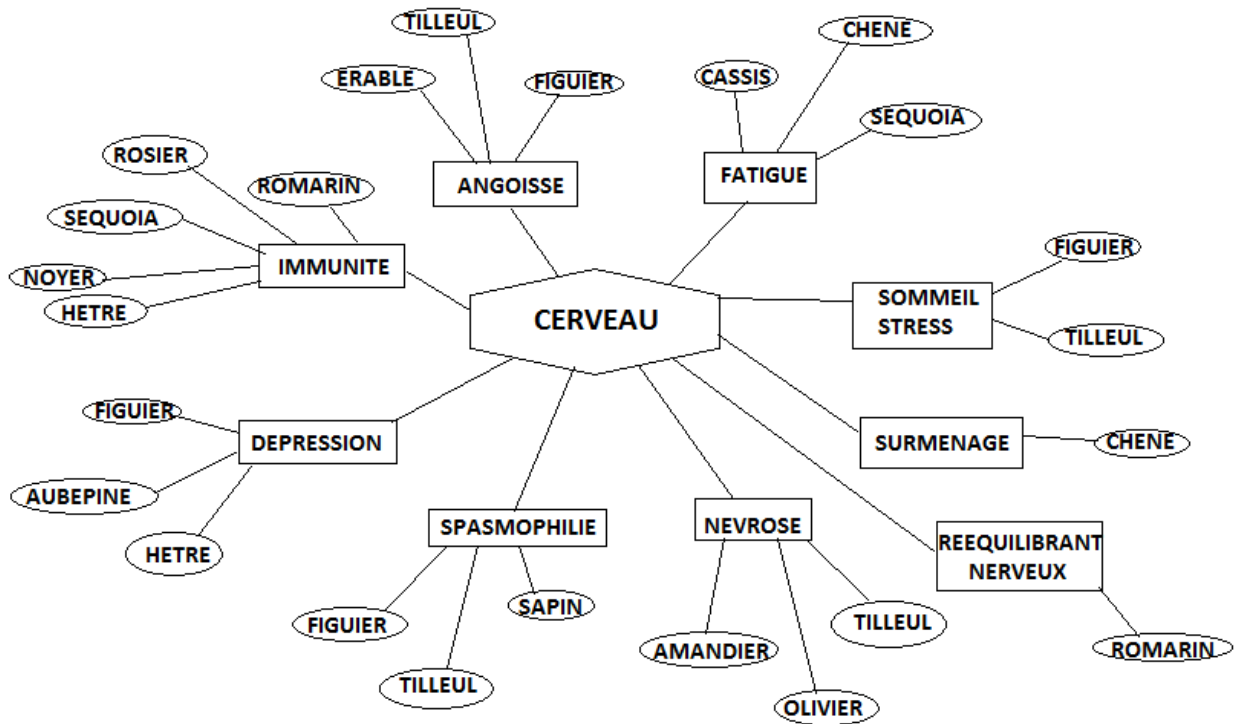 TILLEUL
CHENE
ERABLE
FIGUIER
CASSIS
SEQUOIA
ROSIER
ROMARIN
ANGOISSE
FATIGUE
SEQUOIA
NOYER
HETRE
IMMUNITE
FIGUIER
CERVEAU
SOMMEIL
STRESS
TILLEUL
FIGUIER
DEPRESSION
SURMENAGE
CHENE
AUBEPINE
HETRE
SPASMOPHILIE
NEVROSE
REEQUILIBRANT
NERVEUX
FIGUIER
SAPIN
TILLEUL
TILLEUL
AMANDIER
ROMARIN
OLIVIER